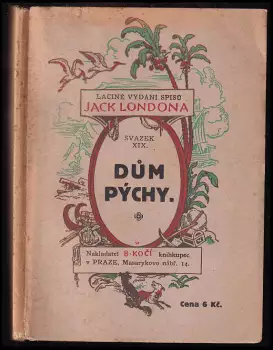 LACINÉ VYDÁNÍ SPISŮ
JACK LONDONA
SVAZEK
XIX.
DŮM
PÝCHY.
Nakladatel B. KOČÍ knihkupec
v PRAZE, Masarykovo nábř. 14.
Cena 6 Kč.